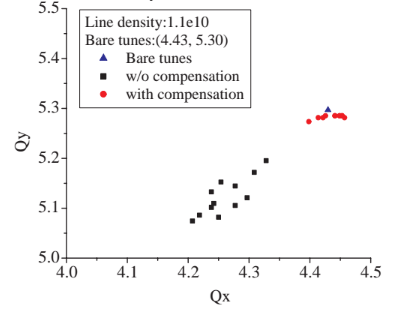 5.5
Line density:1.1e10
Bare tunes:(4.43, 5.30)
Bare tunes
w/o compensation
with compensation
5.4
5.3
5.2
5.1
5.0
Qy
4.0 4.1 4.2 4.3 4.4 4.5
Qx